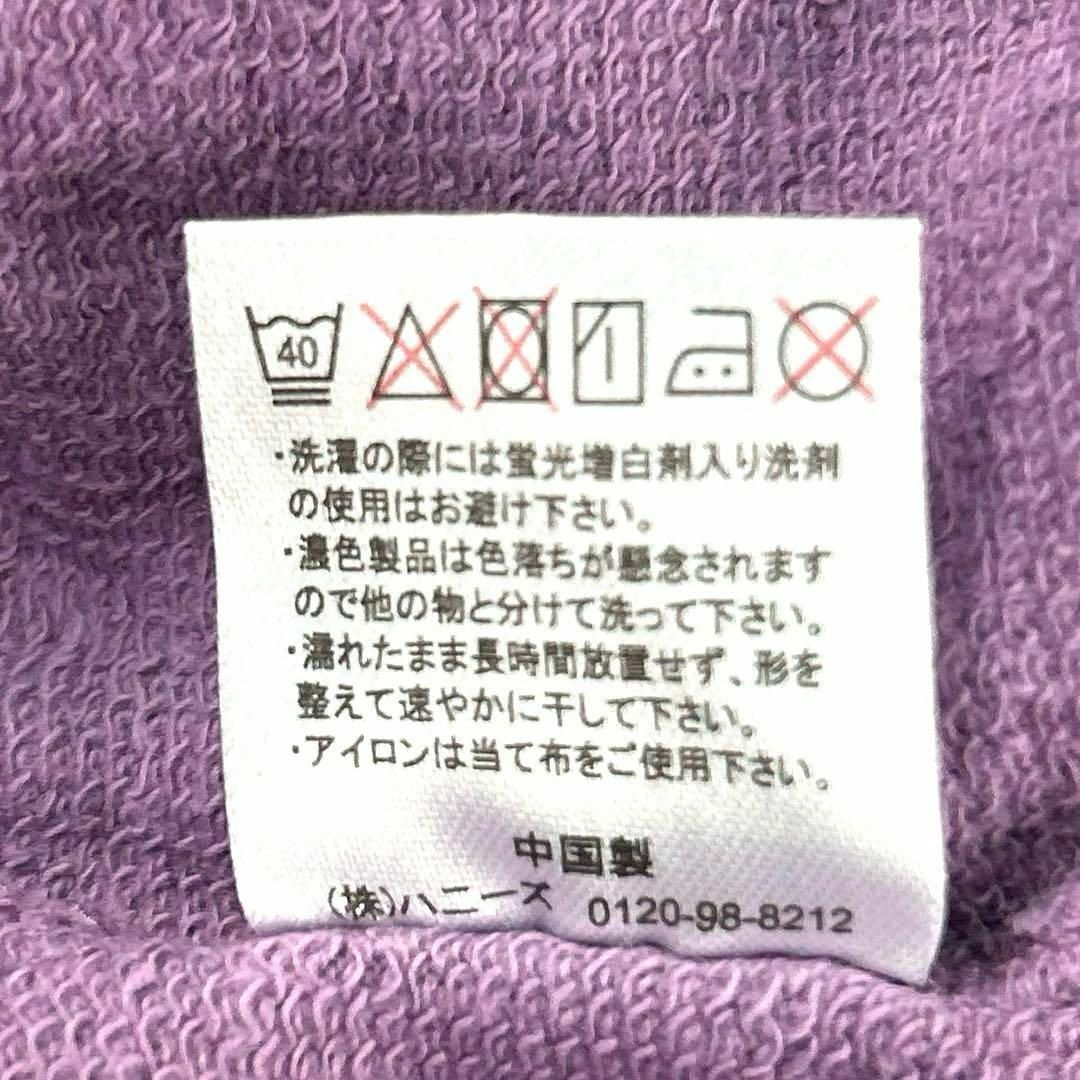 40
・洗濯の際には蛍光増白剤入り洗剤
の使用はお避け下さい。
・濃色製品は色落ちが懸念されます
ので他の物と分けて洗って下さい。
・濡れたまま長時間放置せず、形を
整えて速やかに干して下さい。
・アイロンは当て布をご使用下さい。
中国製
(株)ハニーズ 0120-98-8212